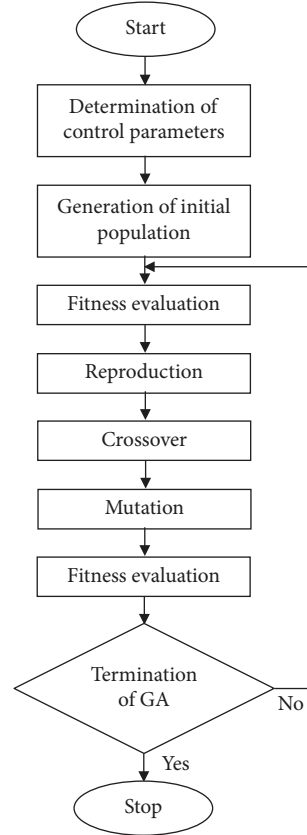 Start
Determination of
control parameters
Generation of initial
population
Fitness evaluation
Reproduction
Crossover
Mutation
Fitness evaluation
Termination
of GA
No
Yes
Stop